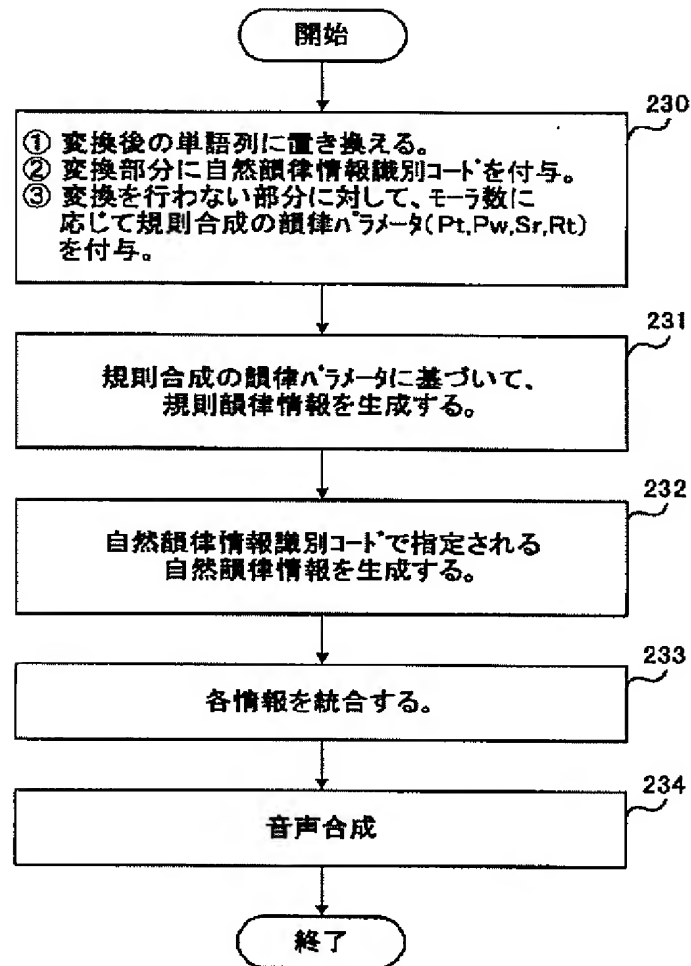 開始
230
① 変換後の単語列に置き換える。
② 変換部分に自然韻律情報識別コードを付与。
③ 変換を行わない部分に対して、モーラ数に
応じて規則合成の韻律パラメータ(Pt,Pw,Sr,Rt)
を付与。
231
規則合成の韻律パラメータに基づいて、
規則韻律情報を生成する。
232
自然韻律情報識別コードで指定される
自然韻律情報を生成する。
233
各情報を統合する。
234
音声合成
終了